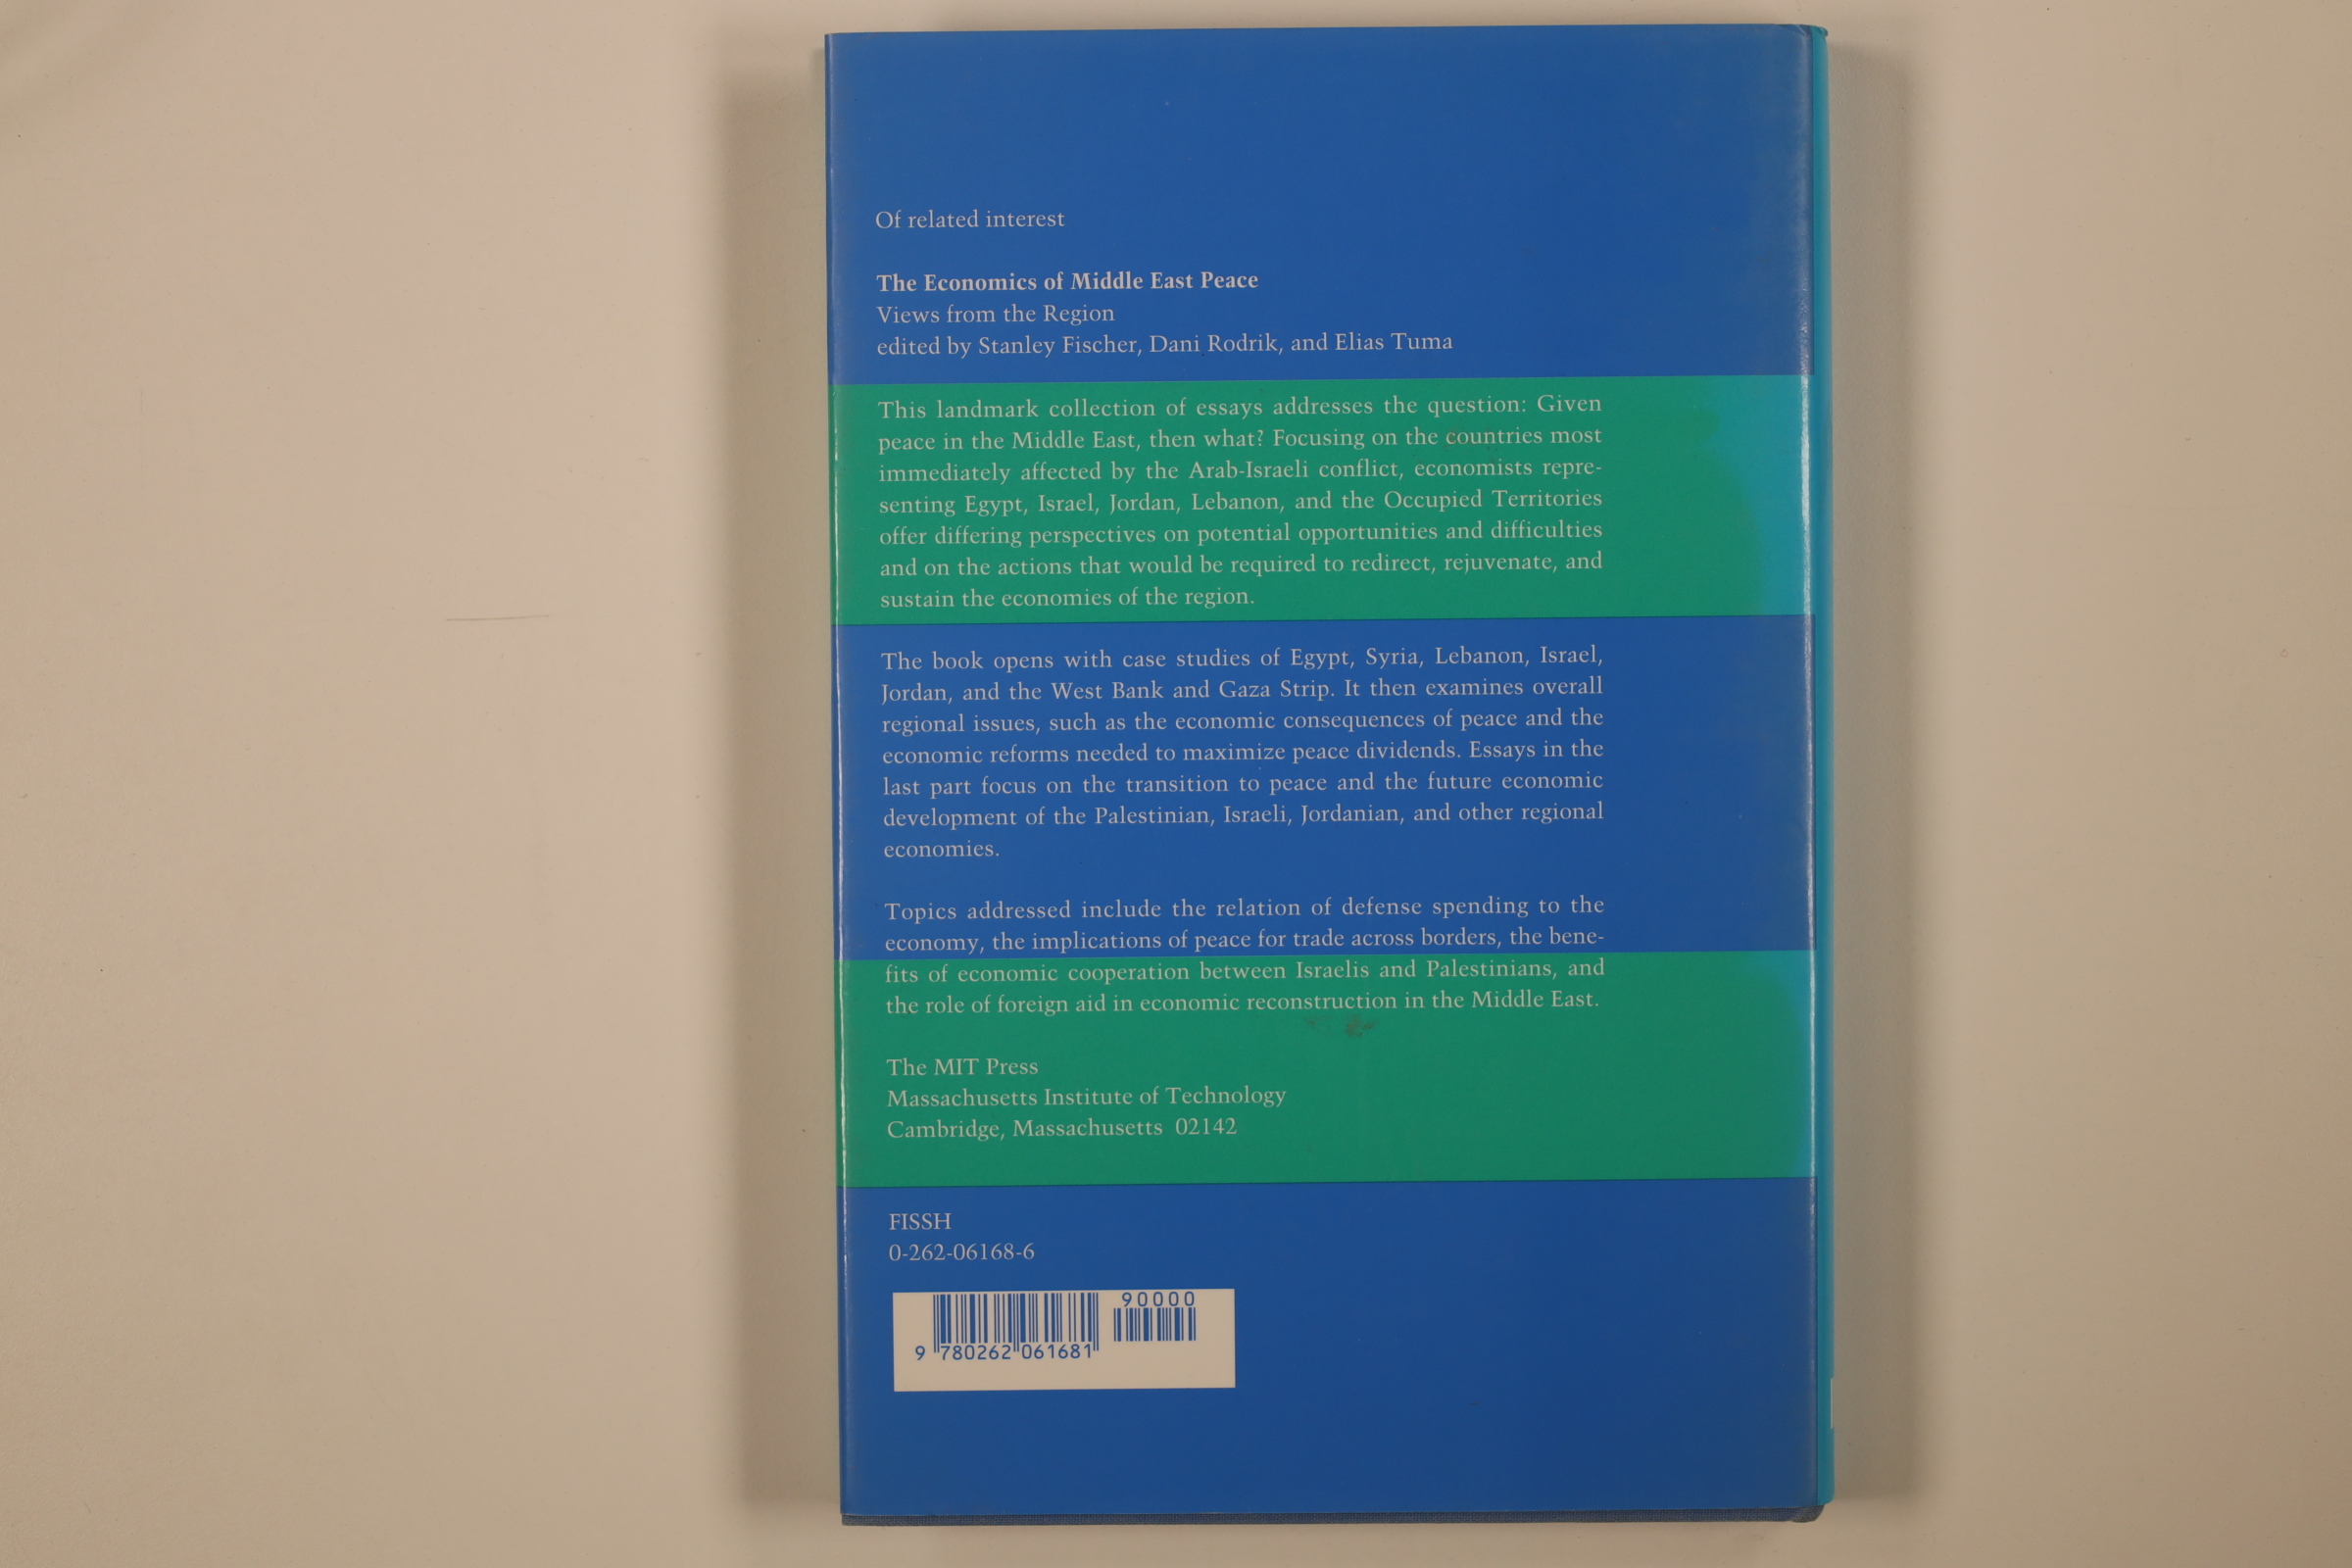 Of related interest
The Economics of Middle East Peace
Views from the Region
edited by Stanley Fischer, Dani Rodrik, and Elias Tuma
This landmark collection of essays addresses the question: Given
peace in the Middle East, then what? Focusing on the countries most
immediately affected by the Arab-Israeli conflict, economists repre-
senting Egypt, Israel, Jordan, Lebanon, and the Occupied Territories
offer differing perspectives on potential opportunities and difficulties
and on the actions that would be required to redirect, rejuvenate, and
sustain the economies of the region.
The book opens with case studies of Egypt, Syria, Lebanon, Israel,
Jordan, and the West Bank and Gaza Strip. It then examines overall
regional issues, such as the economic consequences of peace and the
economic reforms needed to maximize peace dividends. Essays in the
last part focus on the transition to peace and the future economic
development of the Palestinian, Israeli, Jordanian, and other regional
economies.
Topics addressed include the relation of defense spending to the
economy, the implications of peace for trade across borders, the bene-
fits of economic cooperation between Israelis and Palestinians, and
the role of foreign aid in economic reconstruction in the Middle East.
The MIT Press
Massachusetts Institute of Technology
Cambridge, Massachusetts 02142
FISSH
0-262-06168-6
90000
9 780262 061681